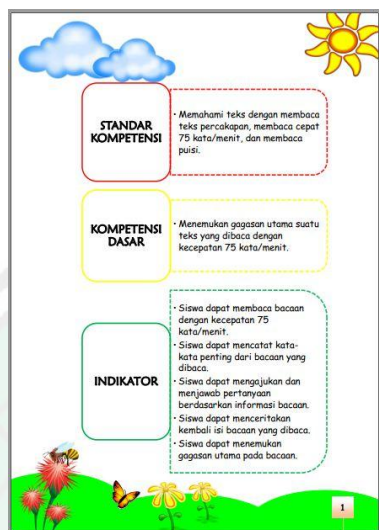 STANDAR
KOMPETENSI
• Memahami teks dengan membaca
teks percakapan, membaca cepat
75 kata/menit, dan membaca
puisi.
KOMPETENSI
DASAR
• Menemukan gagasan utama suatu
teks yang dibaca dengan
kecepatan 75 kata/menit.
INDIKATOR
• Siswa dapat membaca bacaan
dengan kecepatan 75
kata/menit.
• Siswa dapat mencatat kata-
kata penting dari bacaan yang
dibaca.
• Siswa dapat mengajukan dan
menjawab pertanyaan
berdasarkan informasi bacaan.
• Siswa dapat menceritakan
kembali isi bacaan yang dibaca.
• Siswa dapat menemukan
gagasan utama pada bacaan.
1